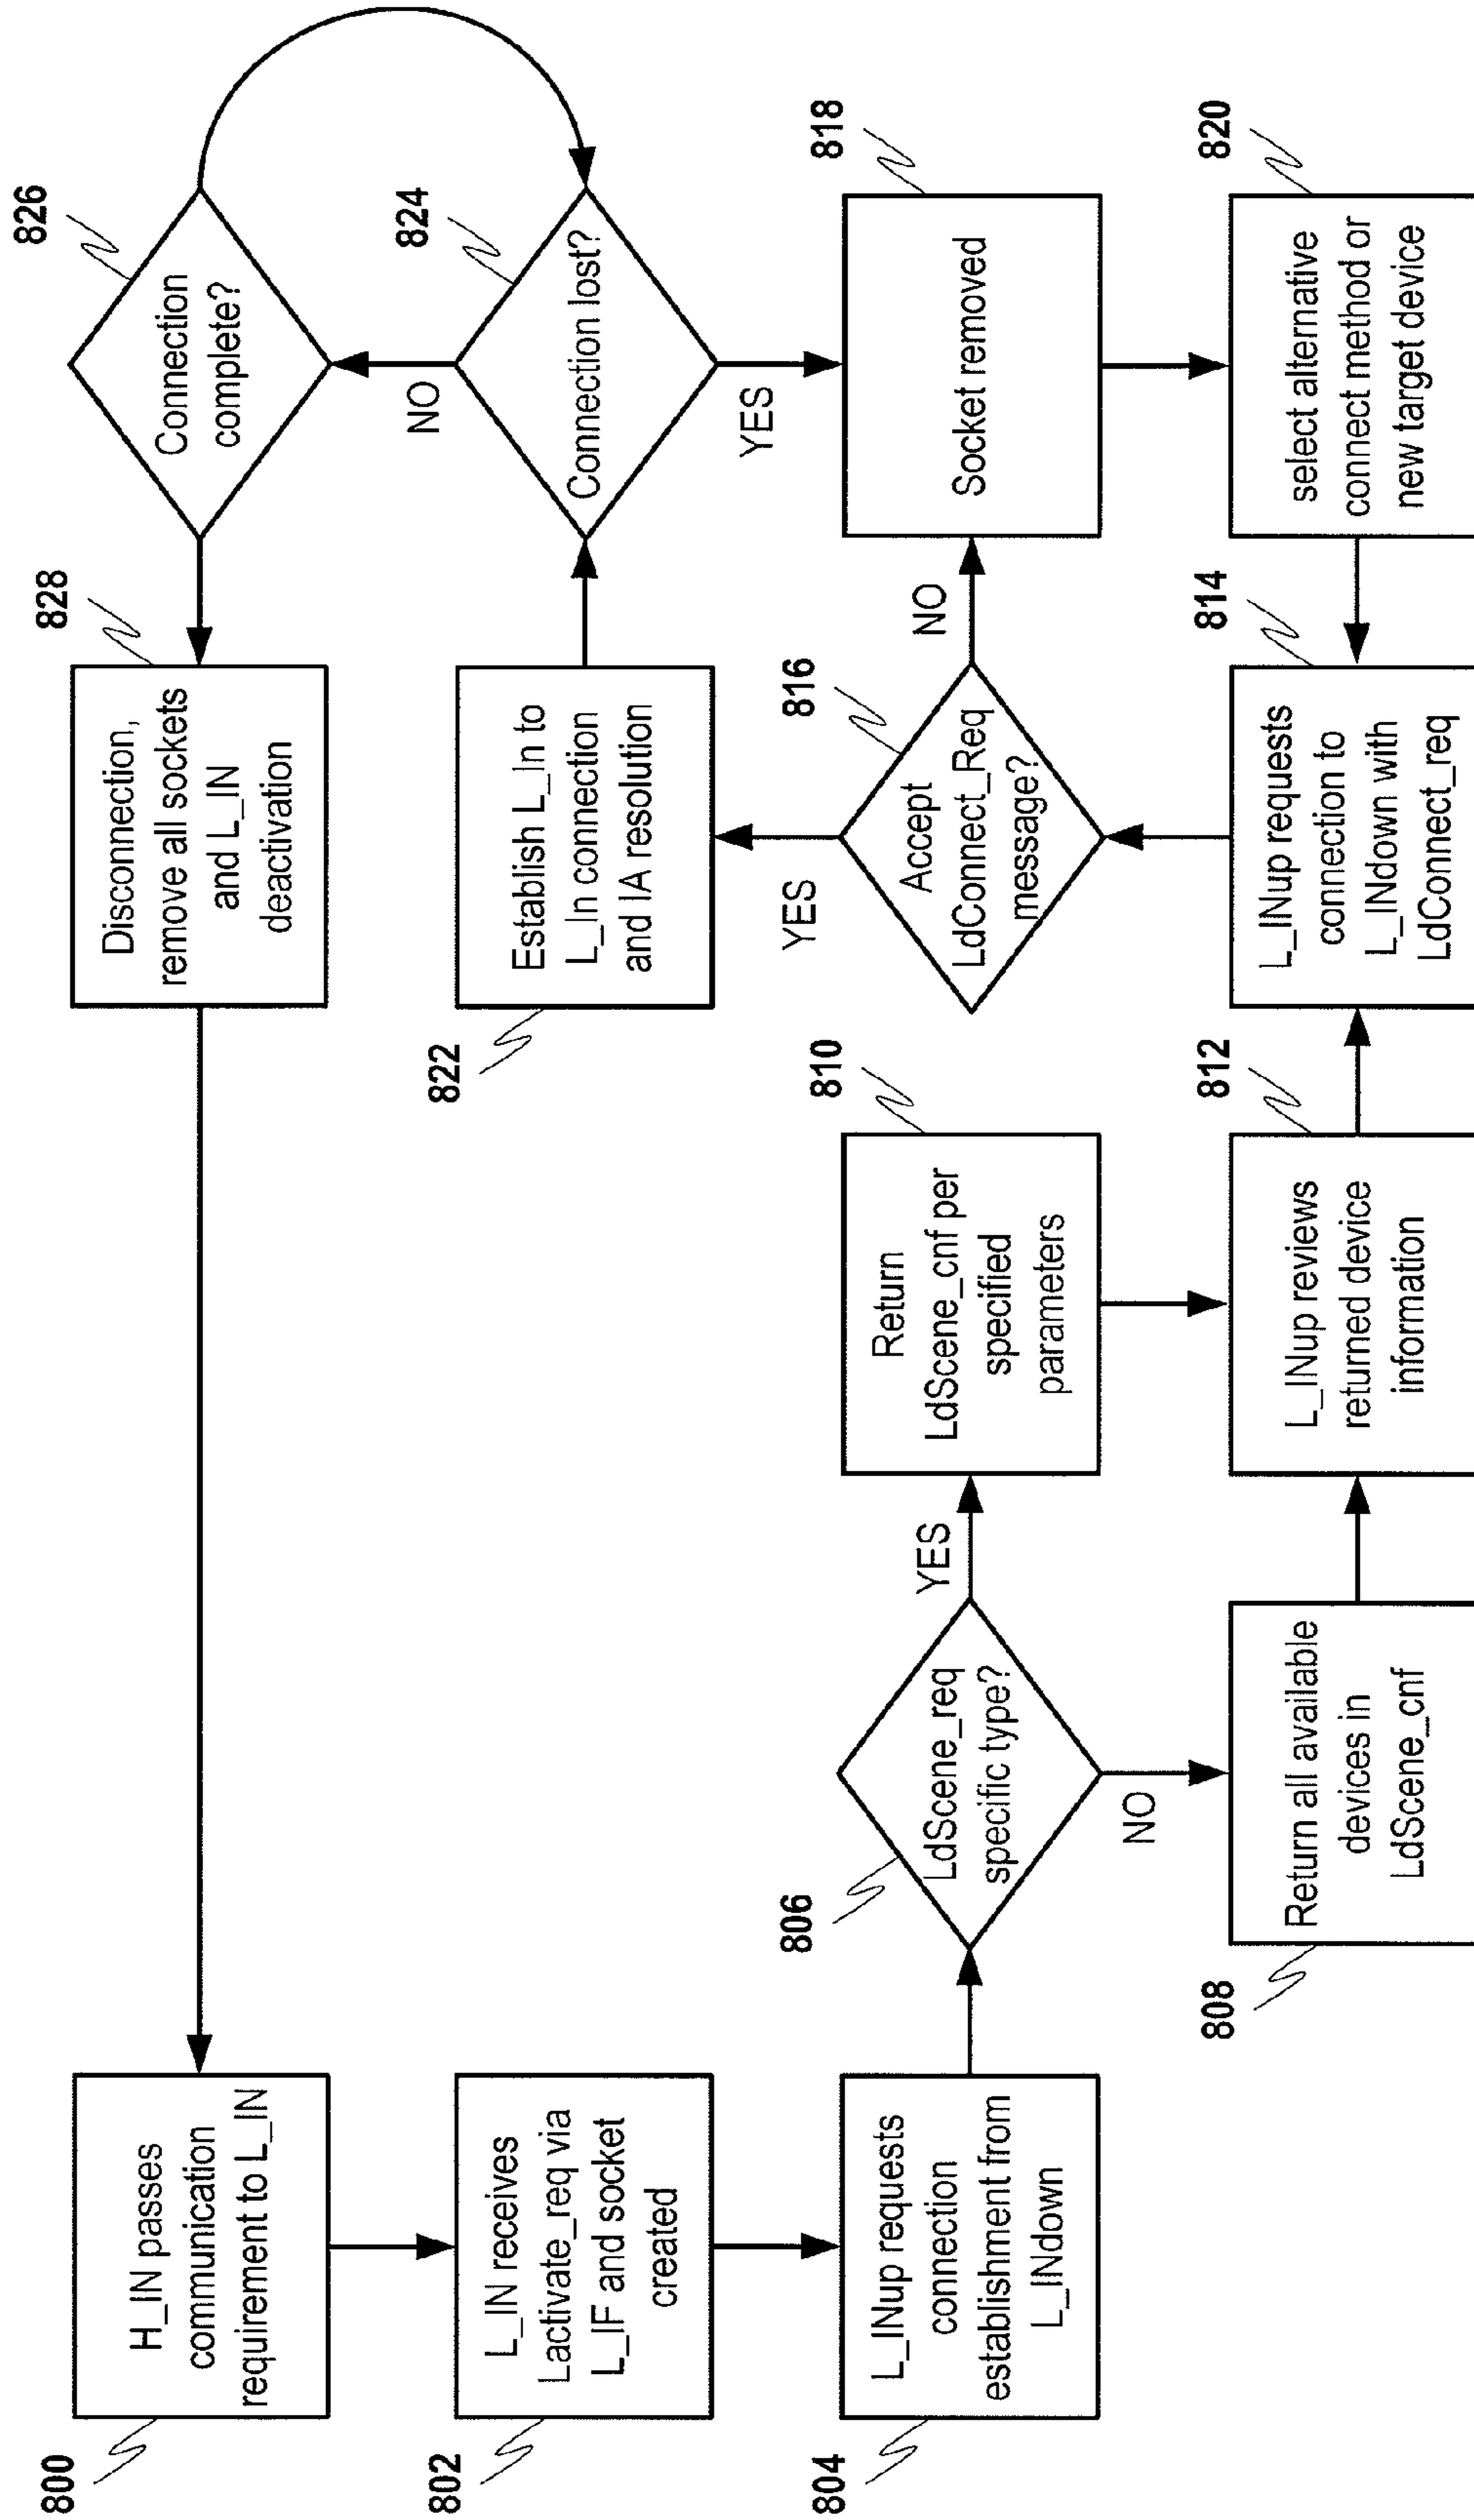 800
H_IN passes
communication
requirement to L_IN
802
L_IN receives
Lactivate_req via
L_IF and socket
created
804
L_INup requests
connection
establishment from
L_INdown
806
LdScene_req
specific type?
YES
NO
808
Return all available
devices in
LdScene_cnf
810
Return
LdScene_cnf per
specified
parameters
812
L_INup reviews
returned device
information
814
L_INup requests
connection to
L_INdown with
LdConnect_req
816
Accept
LdConnect_Req
message?
YES
NO
818
Socket removed
820
select alternative
connect method or
new target device
822
Establish L_In to
L_In connection
and IA resolution
824
Connection lost?
NO
YES
826
Connection
complete?
828
Disconnection,
remove all sockets
and L_IN
deactivation